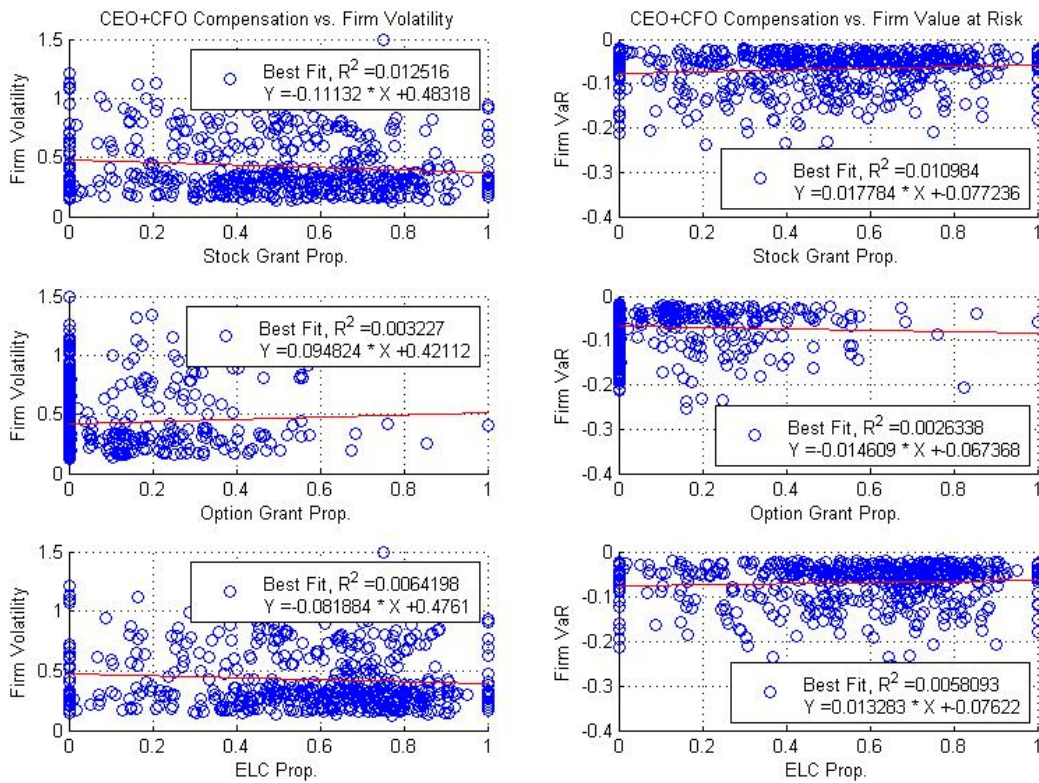 CEO+CFO Compensation vs. Firm Volatility
1.5
1
0.5
0
Firm Volatility
Best Fit, R² =0.012516
Y =-0.11132 * X +0.48318
0 0.2 0.4 0.6 0.8 1
Stock Grant Prop.
CEO+CFO Compensation vs. Firm Value at Risk
0
-0.1
-0.2
-0.3
-0.4
Firm VaR
Best Fit, R² =0.010984
Y =0.017784 * X +-0.077236
0 0.2 0.4 0.6 0.8 1
Stock Grant Prop.
1.5
1
0.5
0
Firm Volatility
Best Fit, R² =0.003227
Y =0.094824 * X +0.42112
0 0.2 0.4 0.6 0.8 1
Option Grant Prop.
0
-0.1
-0.2
-0.3
-0.4
Firm VaR
Best Fit, R² =0.0026338
Y =-0.014609 * X +-0.067368
0 0.2 0.4 0.6 0.8 1
Option Grant Prop.
1.5
1
0.5
0
Firm Volatility
Best Fit, R² =0.0064198
Y =-0.081884 * X +0.4761
0 0.2 0.4 0.6 0.8 1
ELC Prop.
0
-0.1
-0.2
-0.3
-0.4
Firm VaR
Best Fit, R² =0.0058093
Y =0.013283 * X +-0.07622
0 0.2 0.4 0.6 0.8 1
ELC Prop.